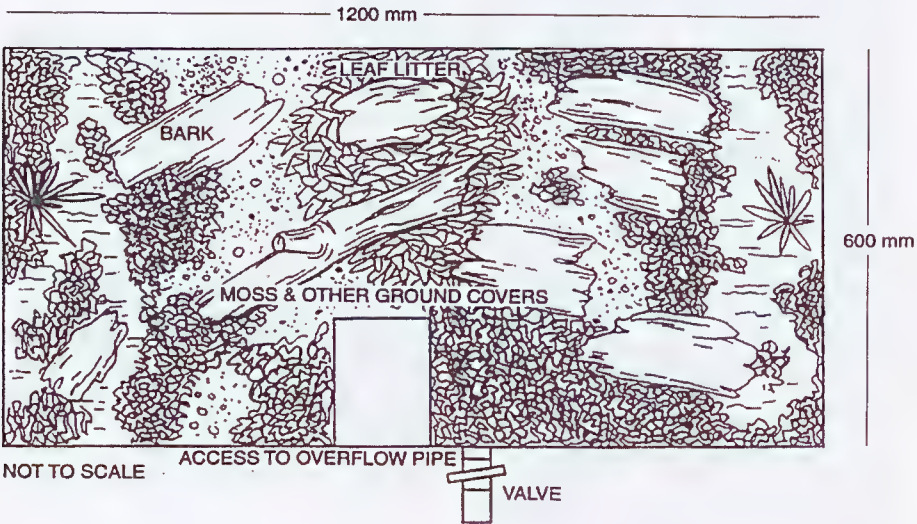 1200 mm
LEAF LITTER
BARK
600 mm
MOSS & OTHER GROUND COVERS
NOT TO SCALE
ACCESS TO OVERFLOW PIPE
VALVE